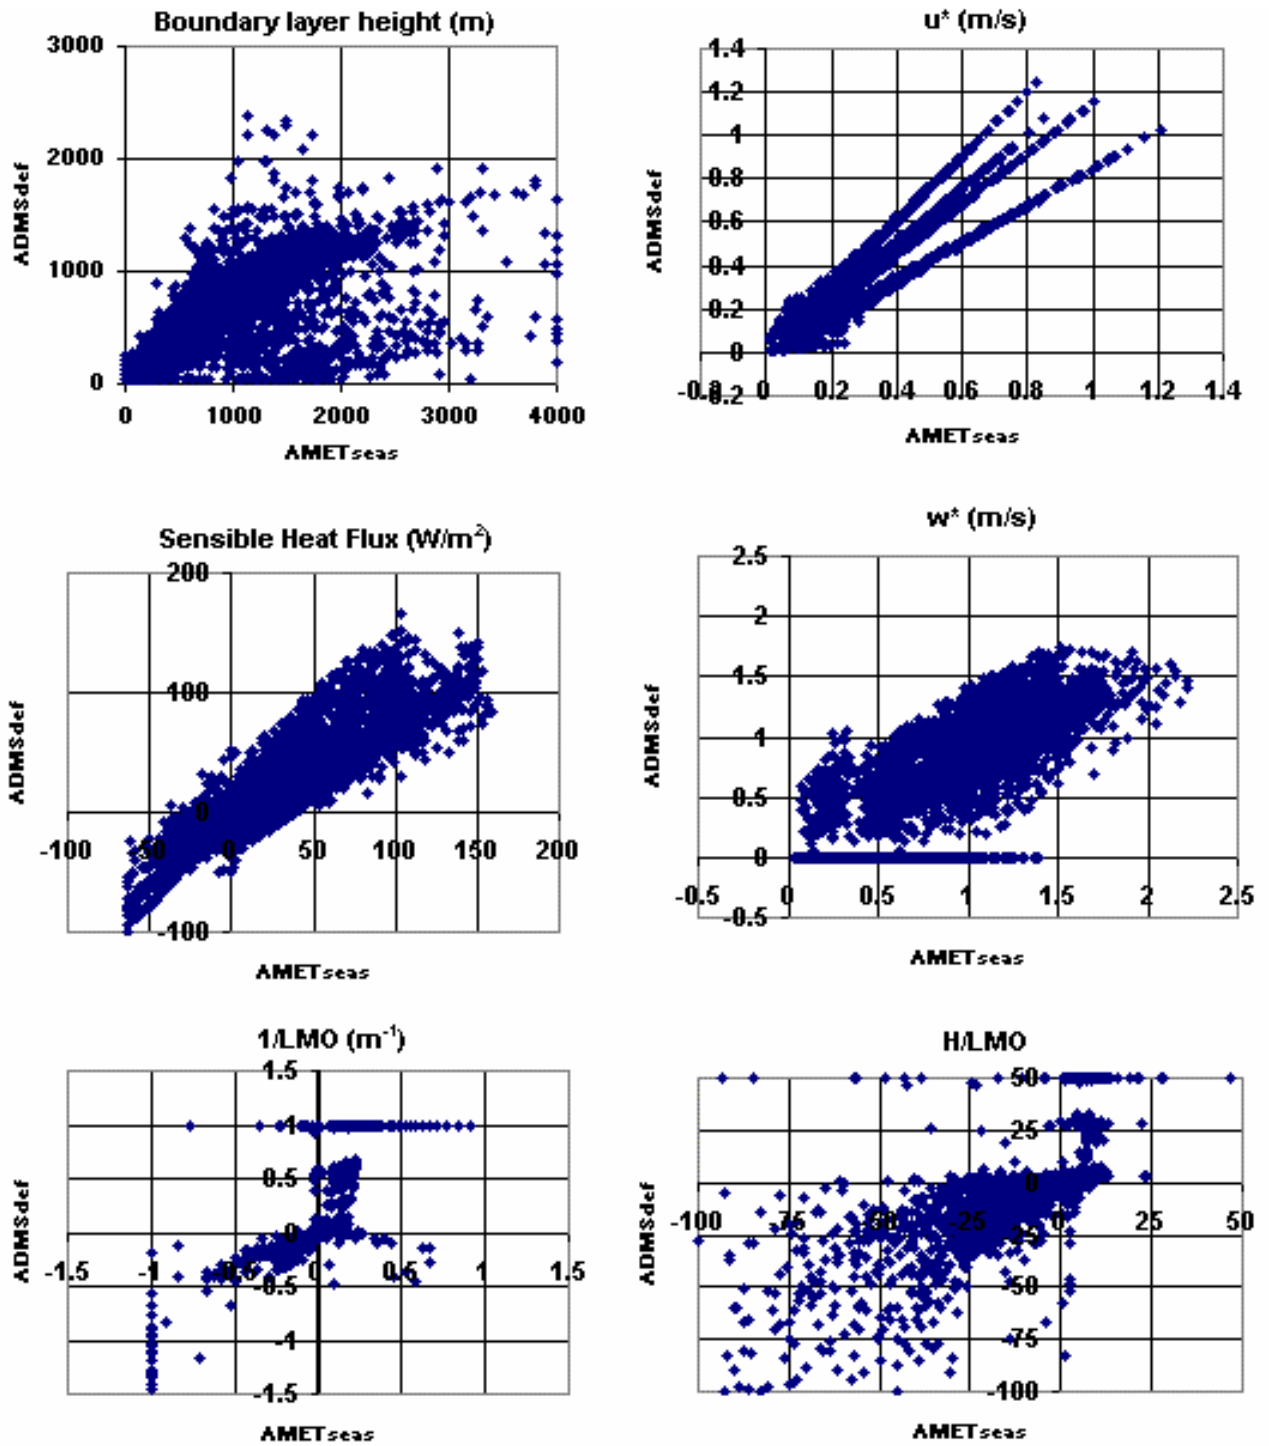 Boundary layer height (m)
3000
2000
1000
0
0 1000 2000 3000 4000
ADMSdef
AMETseas
u* (m/s)
1.4
1.2
1
0.8
0.6
0.4
0.2
0
-0.2
-0.2 0 0.2 0.4 0.6 0.8 1 1.2 1.4
ADMSdef
AMETseas
Sensible Heat Flux (W/m²)
200
100
0
-100 -50 0 50 100 150 200
-100
ADMSdef
AMETseas
w* (m/s)
2.5
2
1.5
1
0.5
0
-0.5 0 0.5 1 1.5 2 2.5
-0.5
ADMSdef
AMETseas
1/LMO (m⁻¹)
1.5
1
0.5
0
-1.5 -1 -0.5 0 0.5 1 1.5
-0.5
-1
-1.5
ADMSdef
AMETseas
H/LMO
50
25
0
-100 -75 -50 -25 0 25 50
-25
-50
-75
-100
ADMSdef
AMETseas